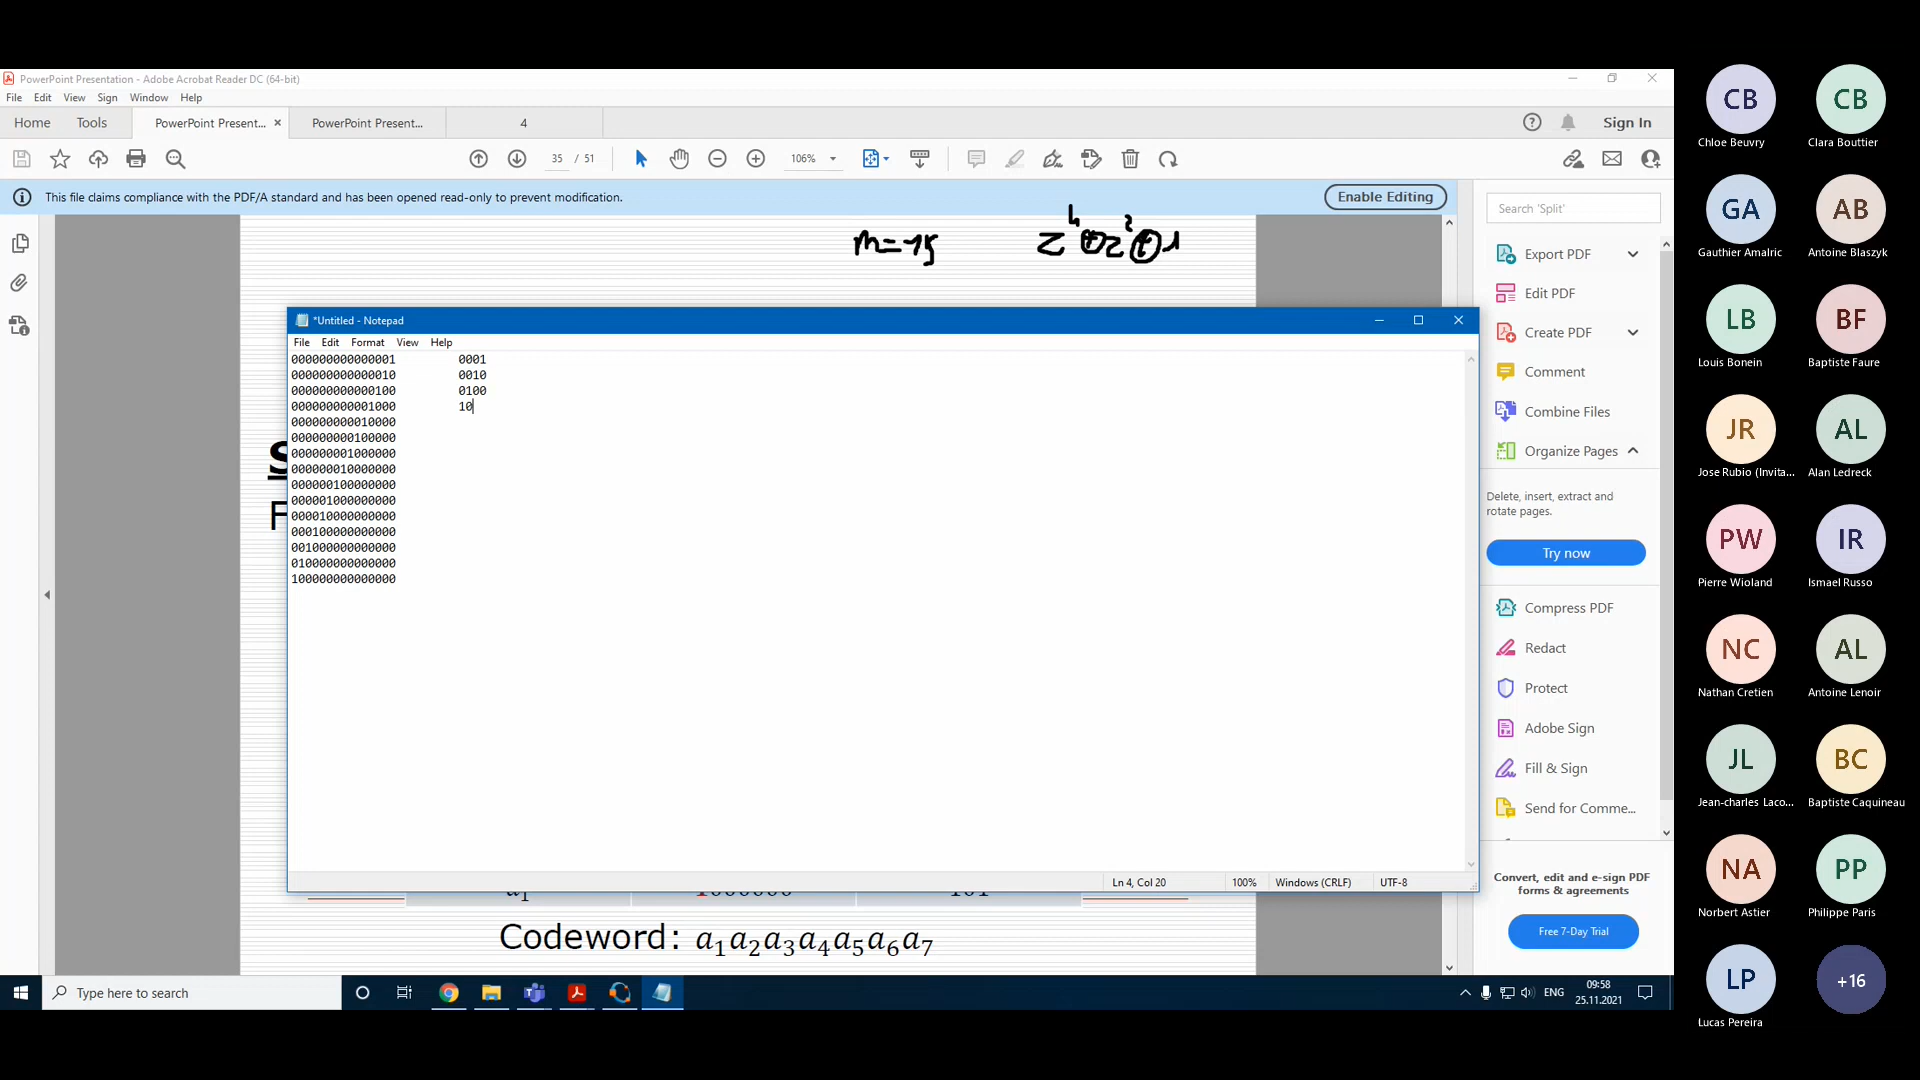 PowerPoint Presentation - Adobe Acrobat Reader DC (64-bit)
File Edit View Sign Window Help
Home Tools PowerPoint Present... × PowerPoint Present... 4 Sign In
35 / 51 106%
This file claims compliance with the PDF/A standard and has been opened read-only to prevent modification. Enable Editing
*Untitled - Notepad
File Edit Format View Help
000000000000001 0001
000000000000010 0010
000000000000100 0100
000000000001000 10
000000000010000
000000000100000
000000001000000
000000010000000
000000100000000
000001000000000
000010000000000
000100000000000
001000000000000
010000000000000
100000000000000
Ln 4, Col 20 100% Windows (CRLF) UTF-8
Codeword: a₁a₂a₃a₄a₅a₆a₇
Search 'Split'
Export PDF
Edit PDF
Create PDF
Comment
Combine Files
Organize Pages
Delete, insert, extract and
rotate pages.
Try now
Compress PDF
Redact
Protect
Adobe Sign
Fill & Sign
Send for Comme...
Convert, edit and e-sign PDF
forms & agreements
Free 7-Day Trial
Type here to search
ENG
09:58
25.11.2021
CB CB
Chloe Beuvry Clara Bouttier
GA AB
Gauthier Amalric Antoine Blaszyk
LB BF
Louis Bonein Baptiste Faure
JR AL
Jose Rubio (Invita... Alan Ledreck
PW IR
Pierre Wioland Ismael Russo
NC AL
Nathan Cretien Antoine Lenoir
JL BC
Jean-charles Laco... Baptiste Caquineau
NA PP
Norbert Astier Philippe Paris
LP +16
Lucas Pereira